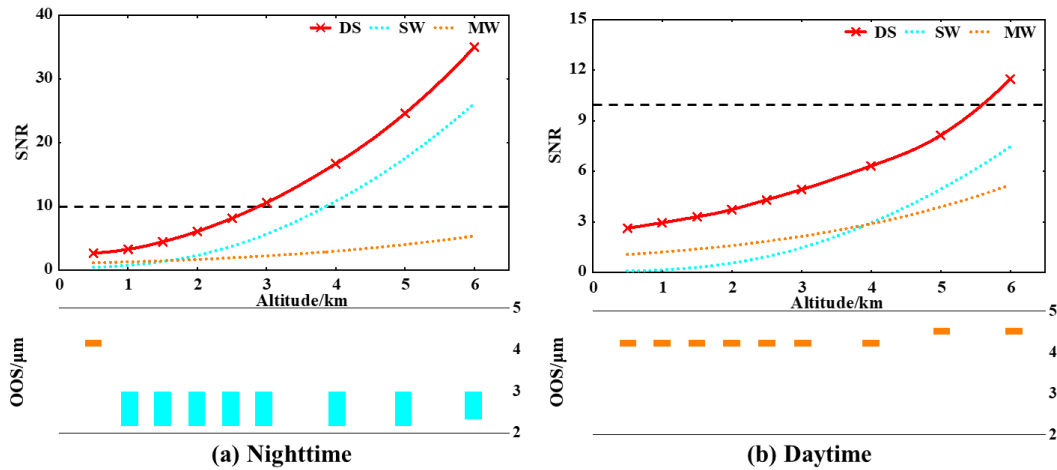 40
DS SW MW
30
20
10
0
SNR
0 1 2 3 4 5 6
Altitude/km
5
4
3
2
OOS/μm
(a) Nighttime
15
DS SW MW
12
9
6
3
0
SNR
0 1 2 3 4 5 6
Altitude/km
5
4
3
2
OOS/μm
(b) Daytime